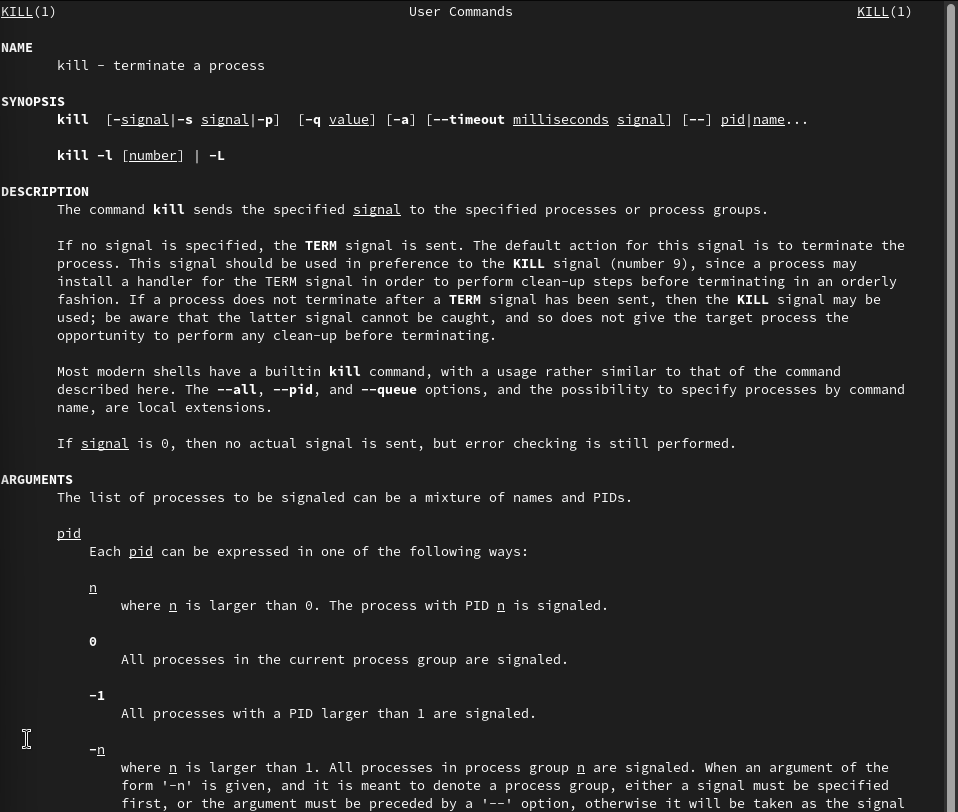 KILL(1) User Commands KILL(1)
NAME
kill - terminate a process
SYNOPSIS
kill [-signal|-s signal|-p] [-q value] [-a] [--timeout milliseconds signal] [--] pid|name...
kill -l [number] | -L
DESCRIPTION
The command kill sends the specified signal to the specified processes or process groups.
If no signal is specified, the TERM signal is sent. The default action for this signal is to terminate the
process. This signal should be used in preference to the KILL signal (number 9), since a process may
install a handler for the TERM signal in order to perform clean-up steps before terminating in an orderly
fashion. If a process does not terminate after a TERM signal has been sent, then the KILL signal may be
used; be aware that the latter signal cannot be caught, and so does not give the target process the
opportunity to perform any clean-up before terminating.
Most modern shells have a builtin kill command, with a usage rather similar to that of the command
described here. The --all, --pid, and --queue options, and the possibility to specify processes by command
name, are local extensions.
If signal is 0, then no actual signal is sent, but error checking is still performed.
ARGUMENTS
The list of processes to be signaled can be a mixture of names and PIDs.
pid
Each pid can be expressed in one of the following ways:
n
where n is larger than 0. The process with PID n is signaled.
0
All processes in the current process group are signaled.
-1
All processes with a PID larger than 1 are signaled.
-n
where n is larger than 1. All processes in process group n are signaled. When an argument of the
form '-n' is given, and it is meant to denote a process group, either a signal must be specified
first, or the argument must be preceded by a '--' option, otherwise it will be taken as the signal